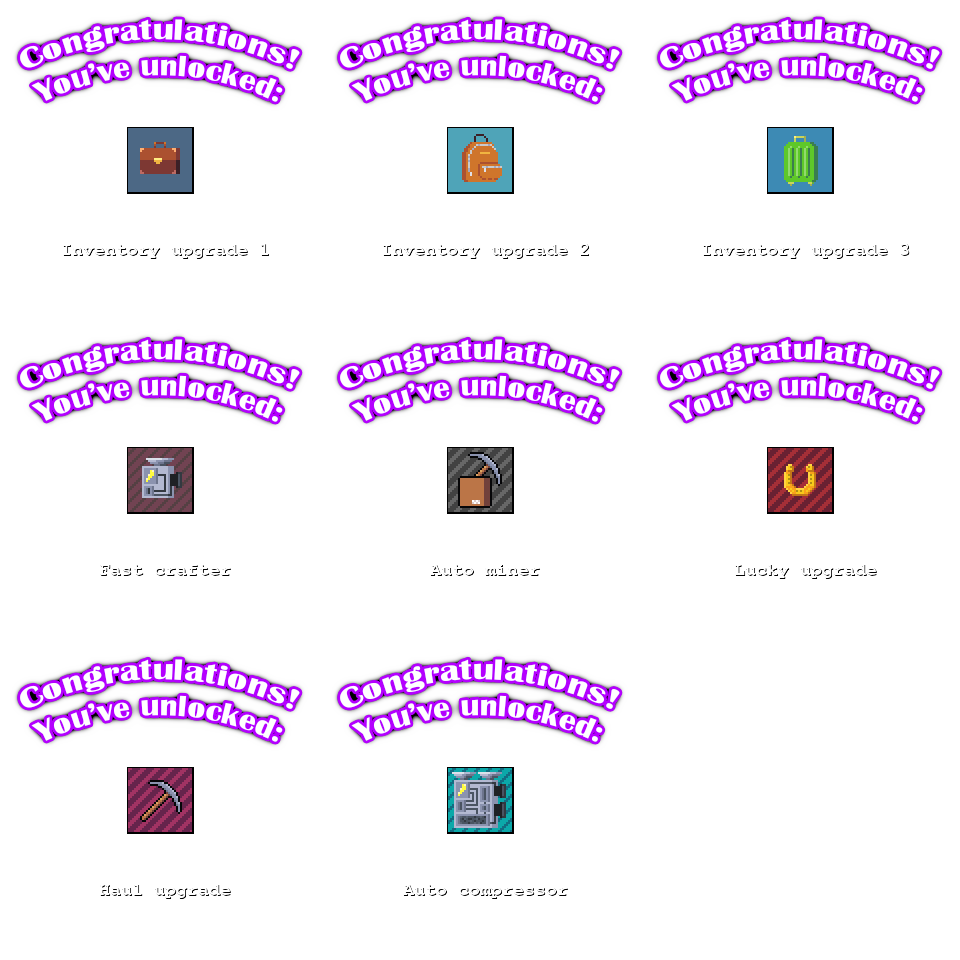 Congratulations!
You've unlocked:
Inventory upgrade 1
Congratulations!
You've unlocked:
Inventory upgrade 2
Congratulations!
You've unlocked:
Inventory upgrade 3
Congratulations!
You've unlocked:
Fast crafter
Congratulations!
You've unlocked:
Auto miner
Congratulations!
You've unlocked:
Lucky upgrade
Congratulations!
You've unlocked:
Haul upgrade
Congratulations!
You've unlocked:
Auto compressor